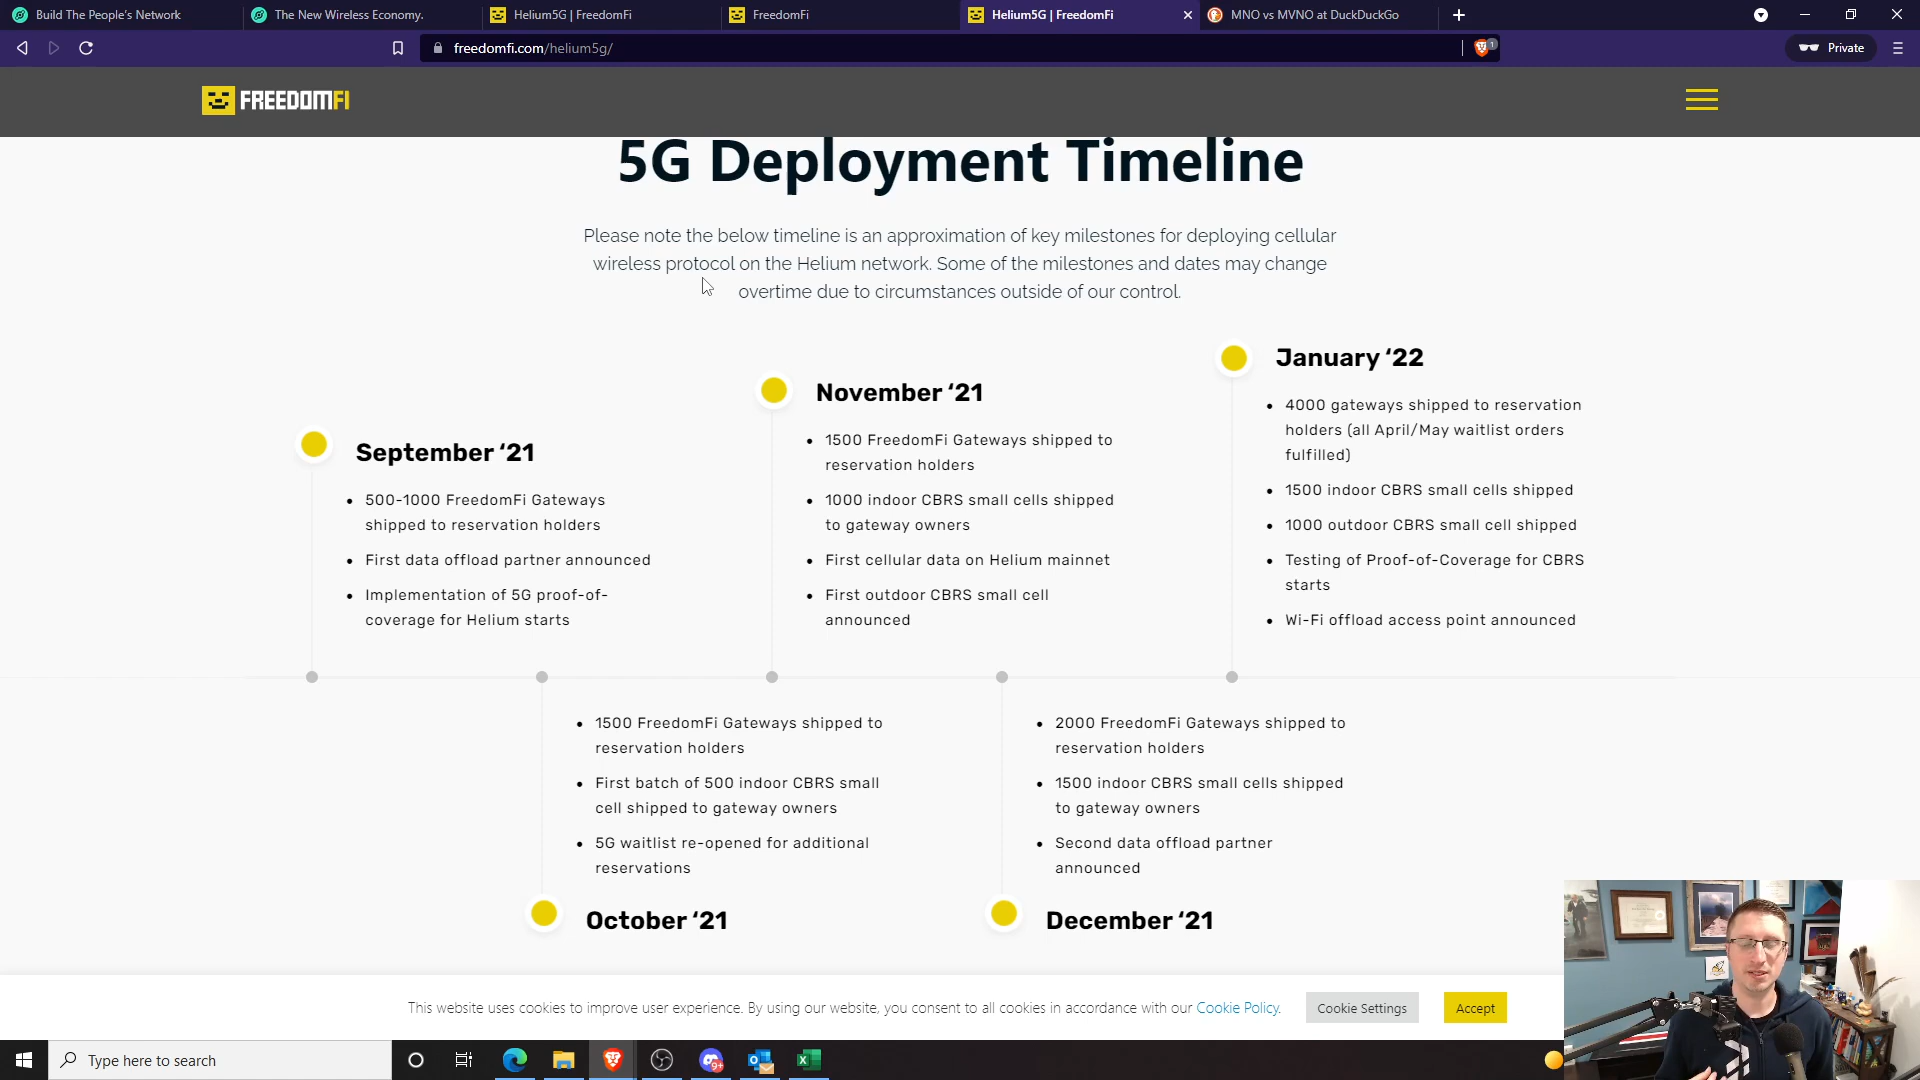 Build The People's Network
The New Wireless Economy.
Helium5G | FreedomFi
FreedomFi
Helium5G | FreedomFi
MNO vs MVNO at DuckDuckGo
freedomfi.com/helium5g/
1
Private
FREEDOMFI
5G Deployment Timeline
Please note the below timeline is an approximation of key milestones for deploying cellular
wireless protocol on the Helium network. Some of the milestones and dates may change
overtime due to circumstances outside of our control.
September ‘21
• 500-1000 FreedomFi Gateways
shipped to reservation holders
• First data offload partner announced
• Implementation of 5G proof-of-
coverage for Helium starts
November ‘21
• 1500 FreedomFi Gateways shipped to
reservation holders
• 1000 indoor CBRS small cells shipped
to gateway owners
• First cellular data on Helium mainnet
• First outdoor CBRS small cell
announced
January ‘22
• 4000 gateways shipped to reservation
holders (all April/May waitlist orders
fulfilled)
• 1500 indoor CBRS small cells shipped
• 1000 outdoor CBRS small cell shipped
• Testing of Proof-of-Coverage for CBRS
starts
• Wi-Fi offload access point announced
• 1500 FreedomFi Gateways shipped to
reservation holders
• First batch of 500 indoor CBRS small
cell shipped to gateway owners
• 5G waitlist re-opened for additional
reservations
October ‘21
• 2000 FreedomFi Gateways shipped to
reservation holders
• 1500 indoor CBRS small cells shipped
to gateway owners
• Second data offload partner
announced
December ‘21
This website uses cookies to improve user experience. By using our website, you consent to all cookies in accordance with our Cookie Policy.
Cookie Settings
Accept
Type here to search
9+